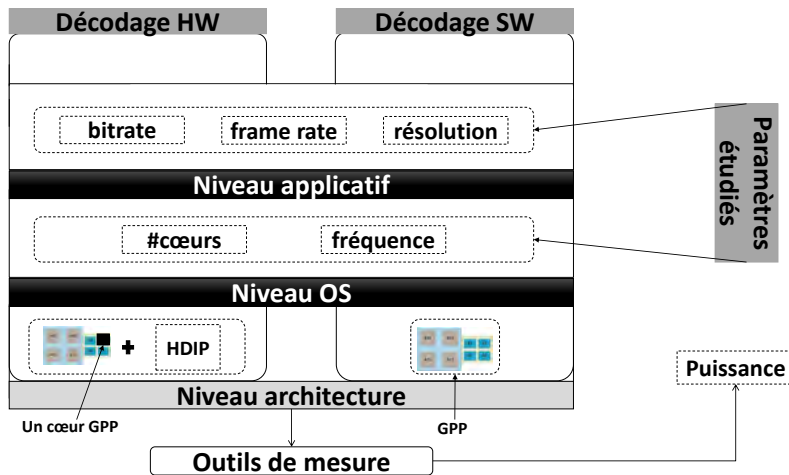 Décodage HW
Décodage SW
bitrate
frame rate
résolution
Paramètres
étudiés
Niveau applicatif
#cœurs
fréquence
Niveau OS
+
HDIP
Puissance
Niveau architecture
Un cœur GPP
GPP
Outils de mesure